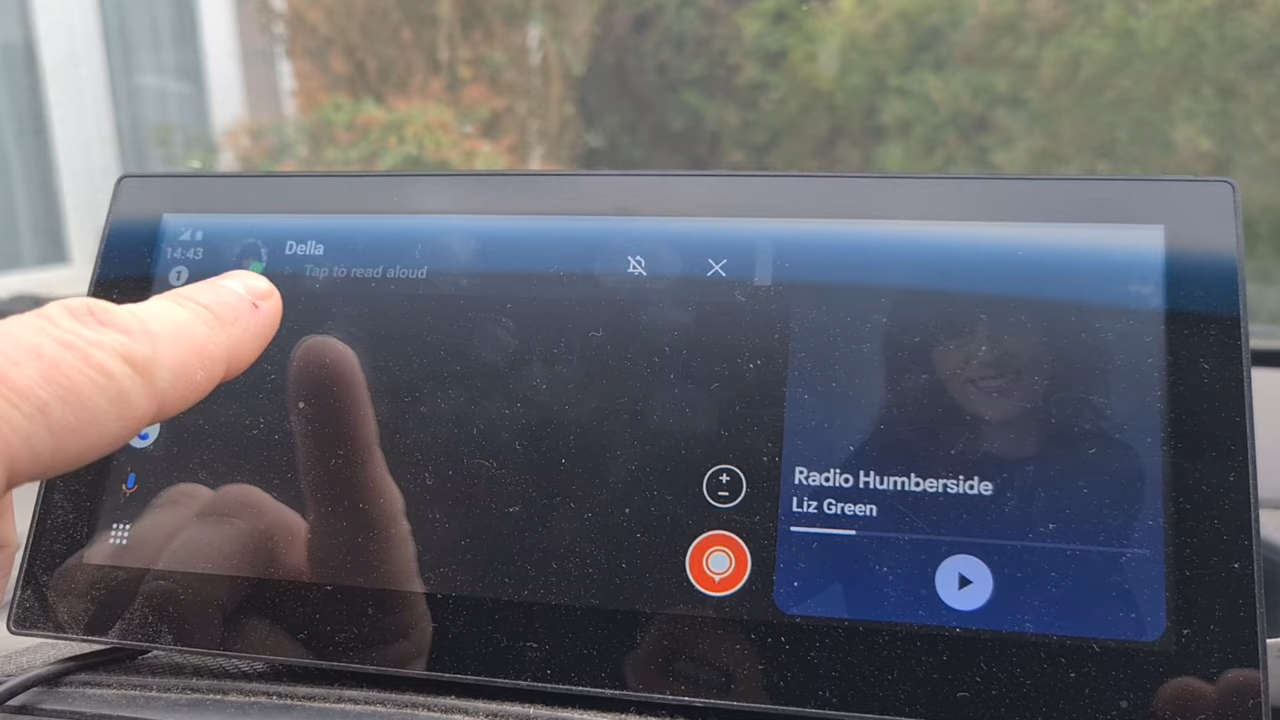 14:43
1
Della
Tap to read aloud
Radio Humberside
Liz Green